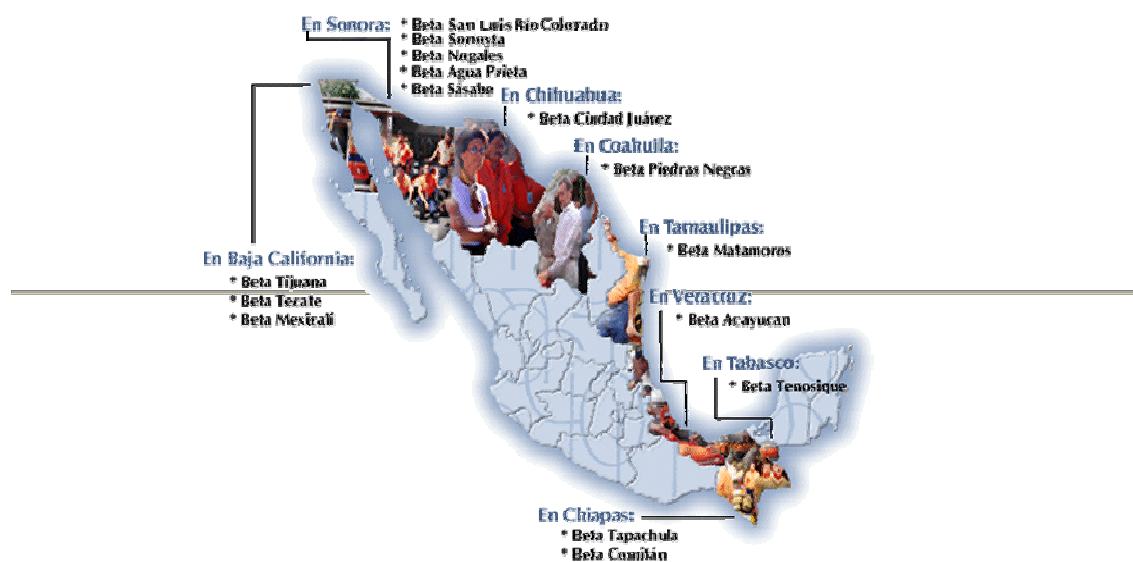 En Sonora:
* Beta San Luis Río Colorado
* Beta Sonoyta
* Beta Nogales
* Beta Agua Prieta
* Beta Sásabe
En Chihuahua:
* Beta Ciudad Juárez
En Coahuila:
* Beta Piedras Negras
En Tamaulipas:
* Beta Matamoros
En Baja California:
* Beta Tijuana
* Beta Tecate
* Beta Mexicali
En Veracruz:
* Beta Acayucan
En Tabasco:
* Beta Tenosique
En Chiapas:
* Beta Tapachula
* Beta Comitán